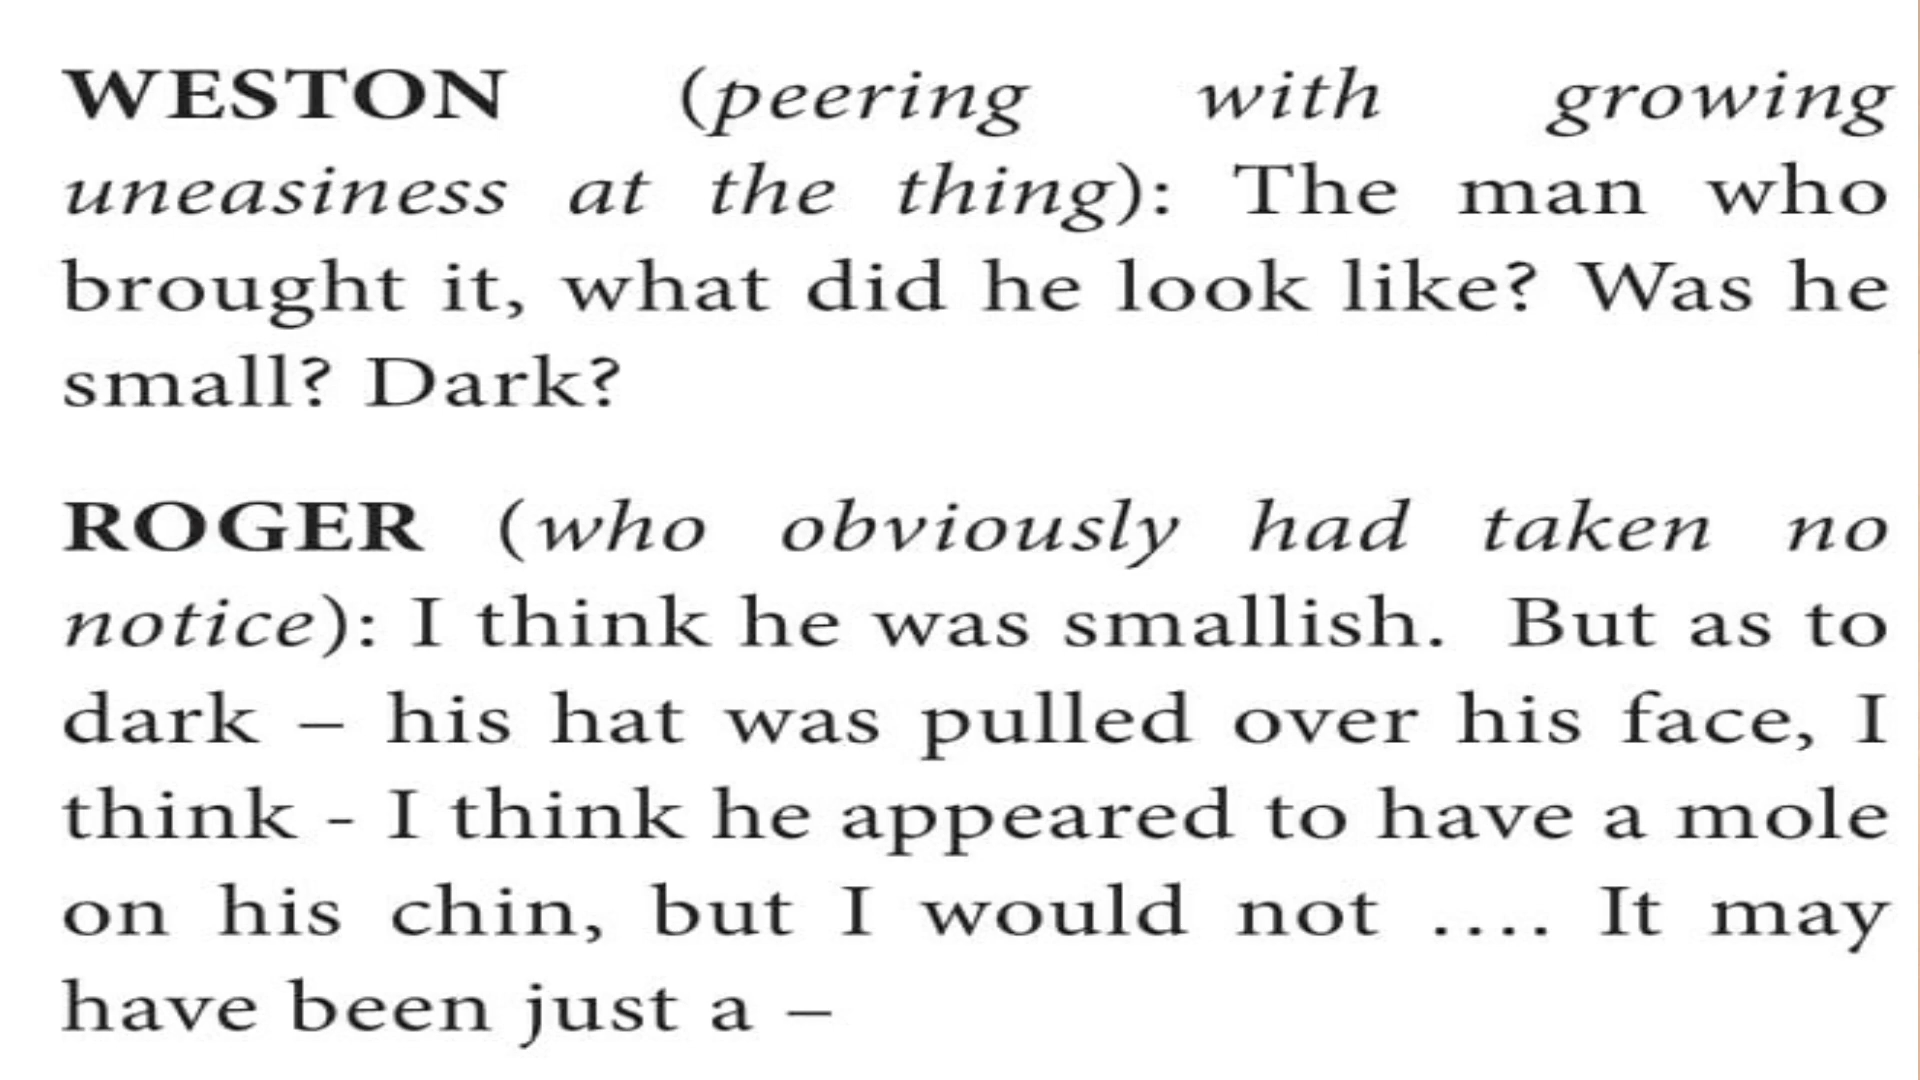 WESTON (peering with growing
uneasiness at the thing): The man who
brought it, what did he look like? Was he
small? Dark?
ROGER (who obviously had taken no
notice): I think he was smallish. But as to
dark – his hat was pulled over his face, I
think - I think he appeared to have a mole
on his chin, but I would not .... It may
have been just a –